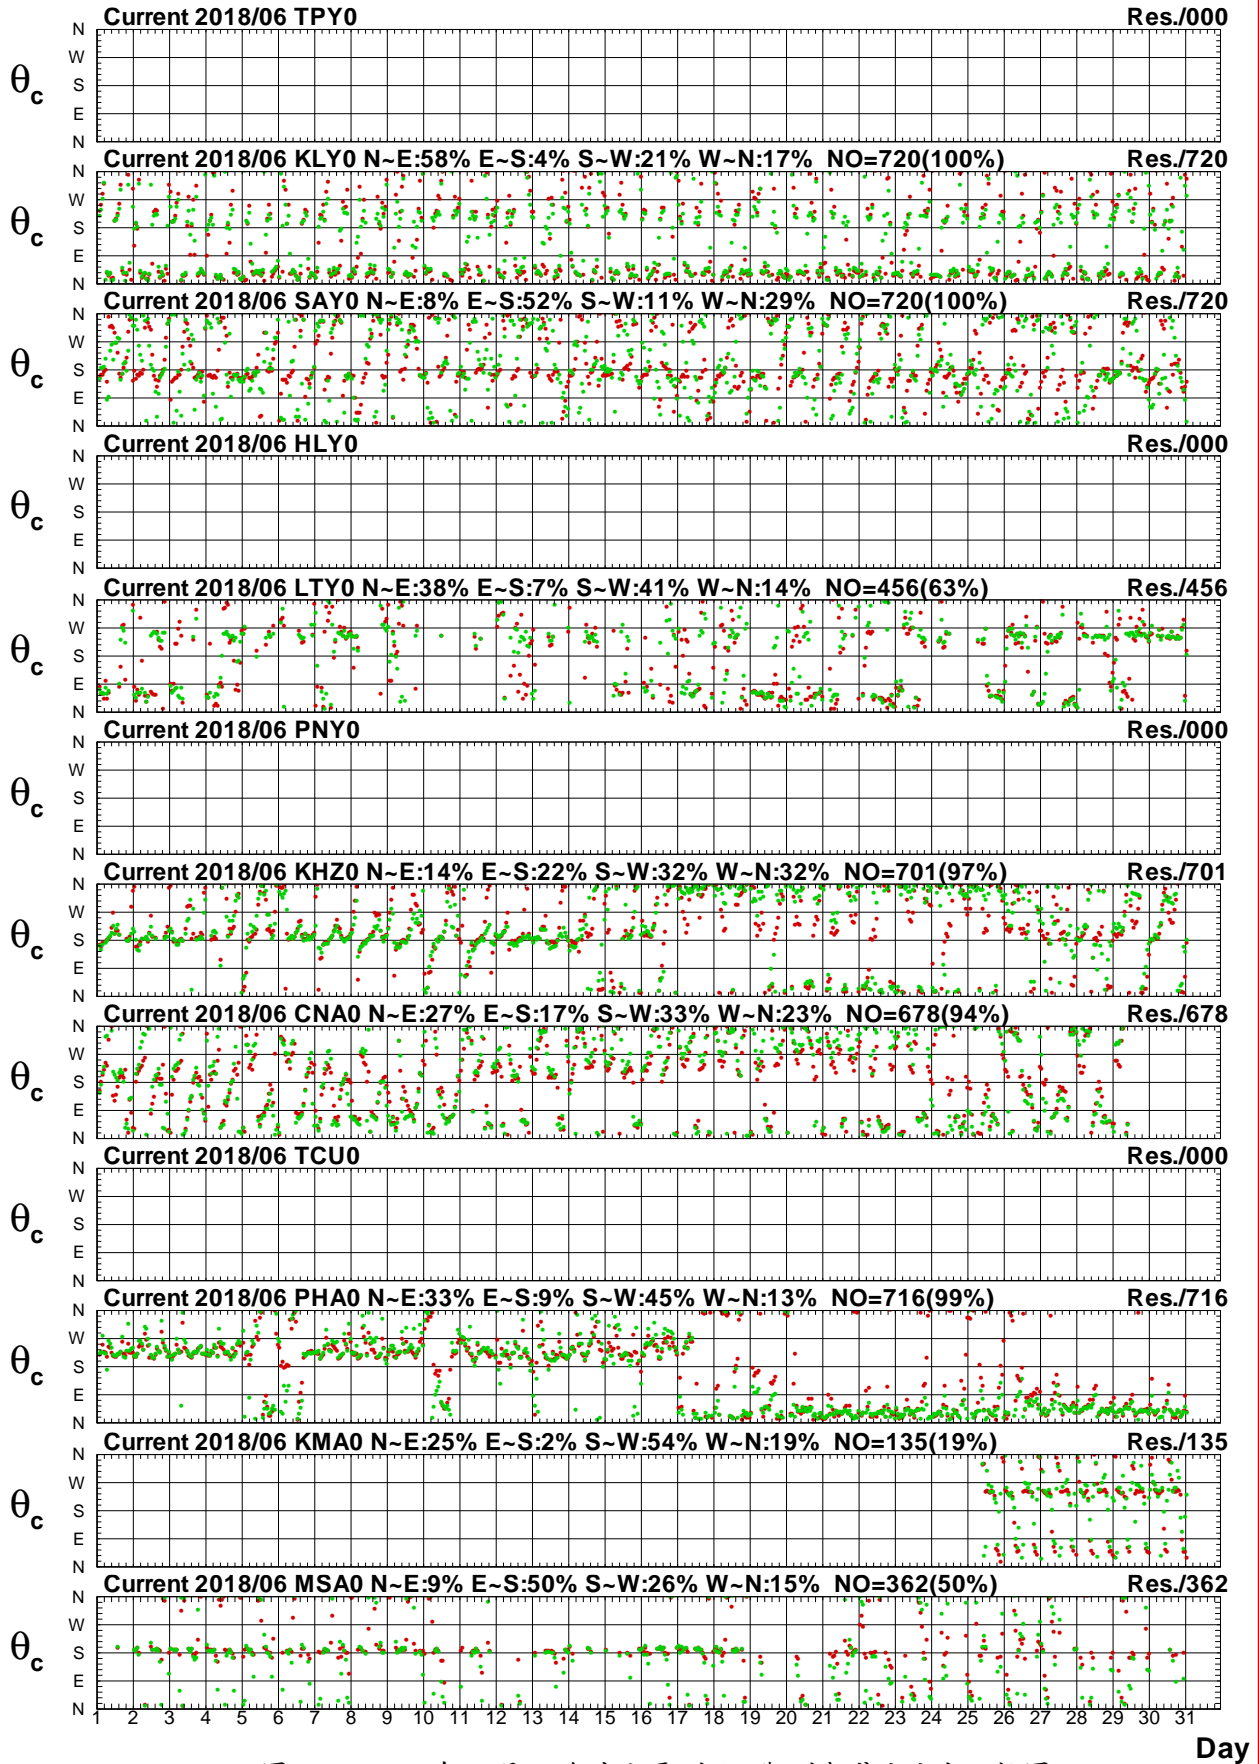 Current 2018/06 TPY0 Res./000
N
W
θc S
E
N
Current 2018/06 KLY0 N~E:58% E~S:4% S~W:21% W~N:17% NO=720(100%) Res./720
N
W
θc S
E
N
Current 2018/06 SAY0 N~E:8% E~S:52% S~W:11% W~N:29% NO=720(100%) Res./720
N
W
θc S
E
N
Current 2018/06 HLY0 Res./000
N
W
θc S
E
N
Current 2018/06 LTY0 N~E:38% E~S:7% S~W:41% W~N:14% NO=456(63%) Res./456
N
W
θc S
E
N
Current 2018/06 PNY0 Res./000
N
W
θc S
E
N
Current 2018/06 KHZ0 N~E:14% E~S:22% S~W:32% W~N:32% NO=701(97%) Res./701
N
W
θc S
E
N
Current 2018/06 CNA0 N~E:27% E~S:17% S~W:33% W~N:23% NO=678(94%) Res./678
N
W
θc S
E
N
Current 2018/06 TCU0 Res./000
N
W
θc S
E
N
Current 2018/06 PHA0 N~E:33% E~S:9% S~W:45% W~N:13% NO=716(99%) Res./716
N
W
θc S
E
N
Current 2018/06 KMA0 N~E:25% E~S:2% S~W:54% W~N:19% NO=135(19%) Res./135
N
W
θc S
E
N
Current 2018/06 MSA0 N~E:9% E~S:50% S~W:26% W~N:15% NO=362(50%) Res./362
N
W
θc S
E
N
1 2 3 4 5 6 7 8 9 10 11 12 13 14 15 16 17 18 19 20 21 22 23 24 25 26 27 28 29 30 31
Day